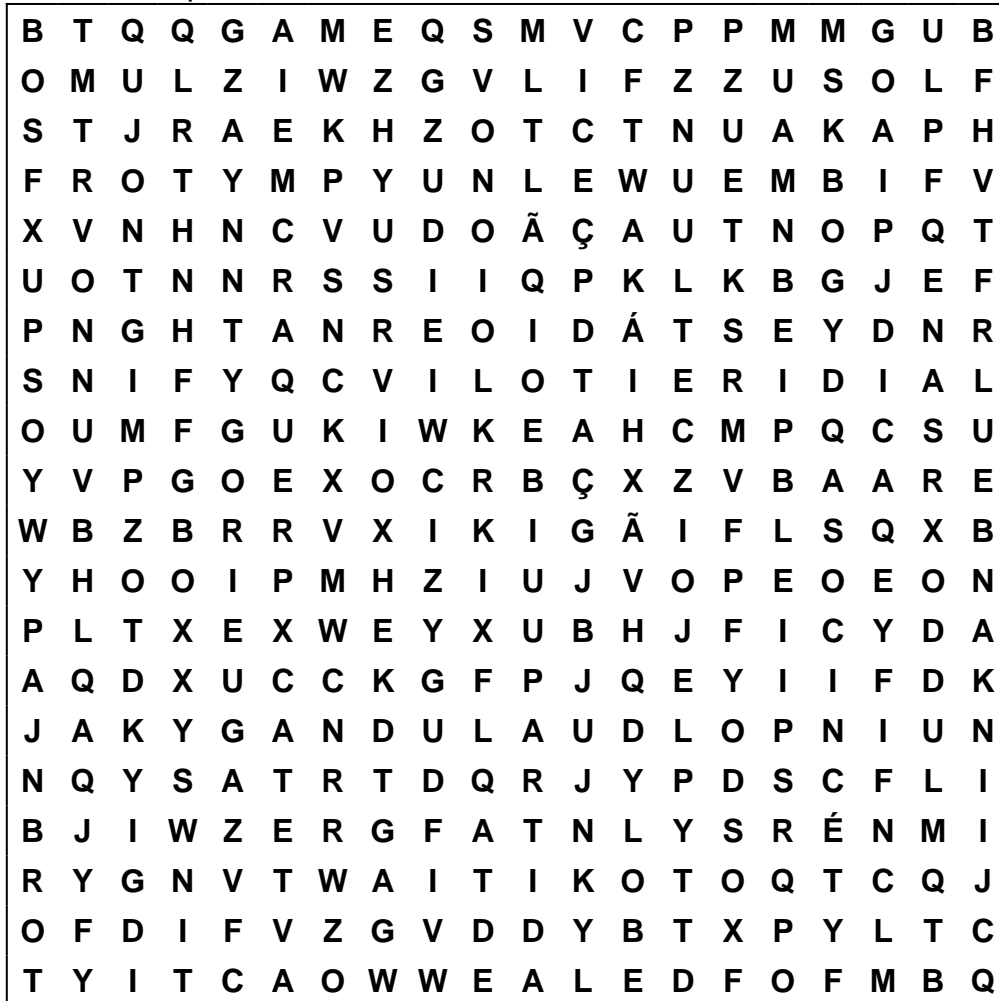 B T Q Q G A M E Q S M V C P P M M G U B
O M U L Z I W Z G V L I F Z Z U S O L F
S T J R A E K H Z O T C T N U A K A P H
F R O T Y M P Y U N L E W U E M B I F V
X V N H N C V U D O Ã Ç A U T N O P Q T
U O T N N R S S I I Q P K L K B G J E F
P N G H T A N R E O I D Á T S E Y D N R
S N I F Y Q C V I L O T I E R I D I A L
O U M F G U K I W K E A H C M P Q C S U
Y V P G O E X O C R B Ç X Z V B A A R E
W B Z B R R V X I K I G Ã I F L S Q X B
Y H O O I P M H Z I U J V O P E O E O N
P L T X E X W E Y X U B H J F I C Y D A
A Q D X U C C K G F P J Q E Y I I F D K
J A K Y G A N D U L A U D L O P N I U N
N Q Y S A T R T D Q R J Y P D S C F L I
B J I W Z E R G F A T N L Y S R É N M I
R Y G N V T W A I T I K O T O Q T C Q J
O F D I F V Z G V D D Y B T X P Y L T C
T Y I T C A O W W E A L E D F O F M B Q